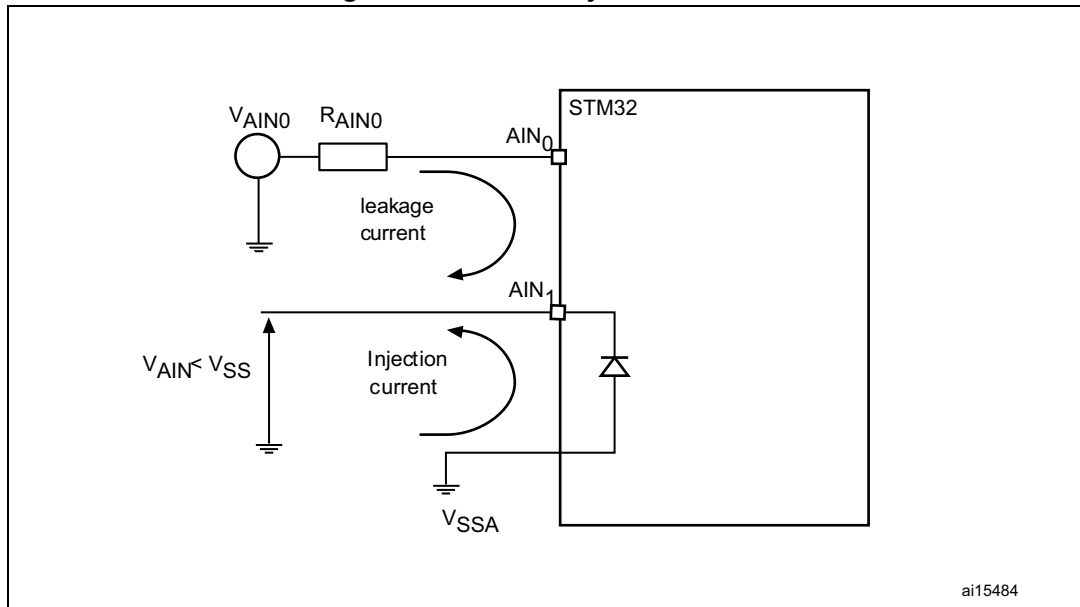 STM32
VAIN0
RAIN0
AIN0
leakage
current
AIN1
VAIN< VSS
Injection
current
VSSA
ai15484